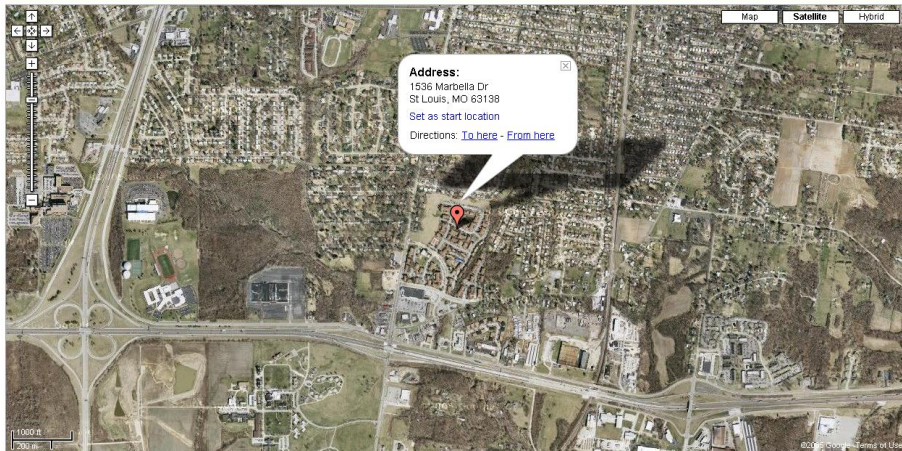 Map Satellite Hybrid
Address:
1536 Marbella Dr
St Louis, MO 63138
Set as start location
Directions: To here - From here
1000 ft
200 m
Google - Terms of Use